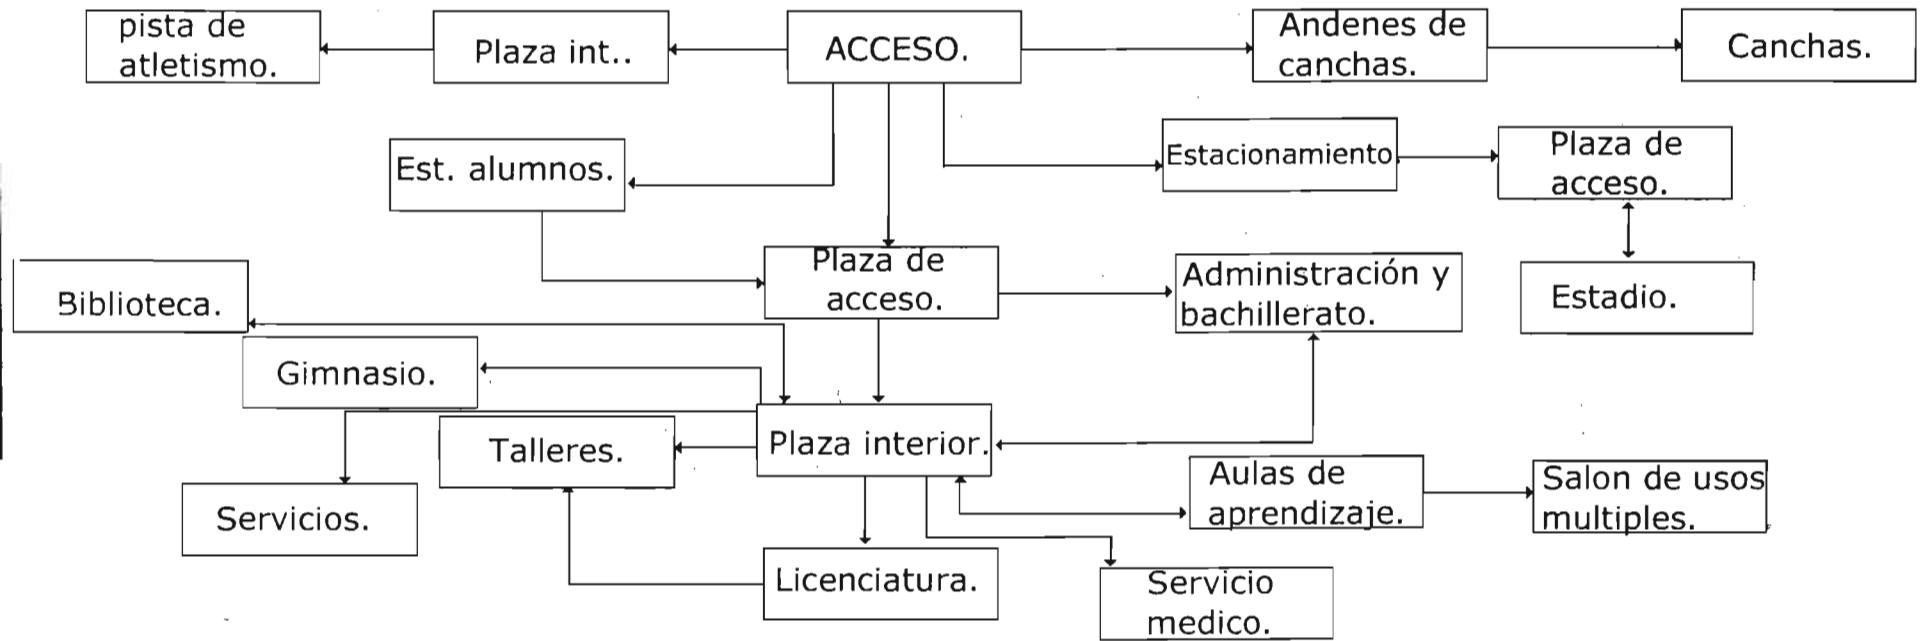 pista de
atletismo.
Plaza int..
ACCESO.
Andenes de
canchas.
Canchas.
Est. alumnos.
Estacionamiento
Plaza de
acceso.
Biblioteca.
Plaza de
acceso.
Administración y
bachillerato.
Estadio.
Gimnasio.
Talleres.
Plaza interior.
Aulas de
aprendizaje.
Salon de usos
multiples.
Servicios.
Licenciatura.
Servicio
medico.